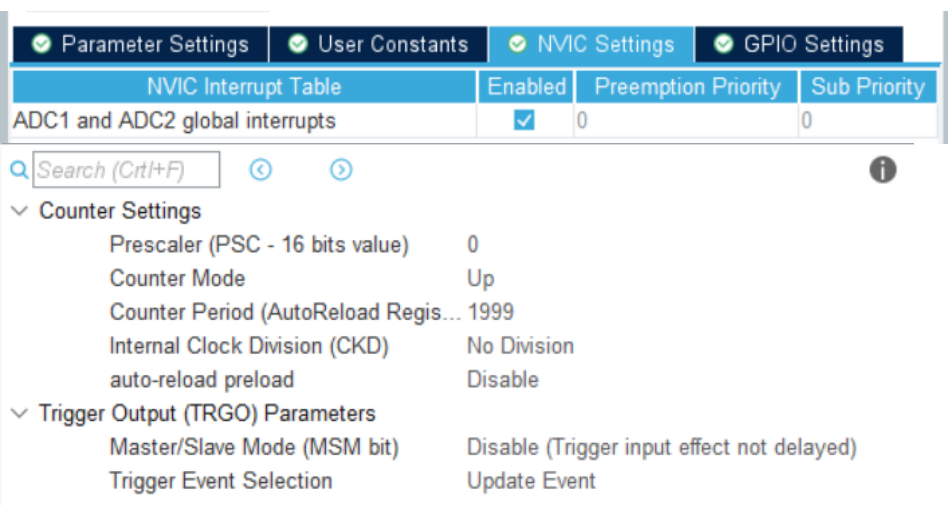 Parameter Settings User Constants NVIC Settings GPIO Settings
NVIC Interrupt Table Enabled Preemption Priority Sub Priority
ADC1 and ADC2 global interrupts 0 0
Search (Crtl+F)
Counter Settings
Prescaler (PSC - 16 bits value) 0
Counter Mode Up
Counter Period (AutoReload Regis... 1999
Internal Clock Division (CKD) No Division
auto-reload preload Disable
Trigger Output (TRGO) Parameters
Master/Slave Mode (MSM bit) Disable (Trigger input effect not delayed)
Trigger Event Selection Update Event